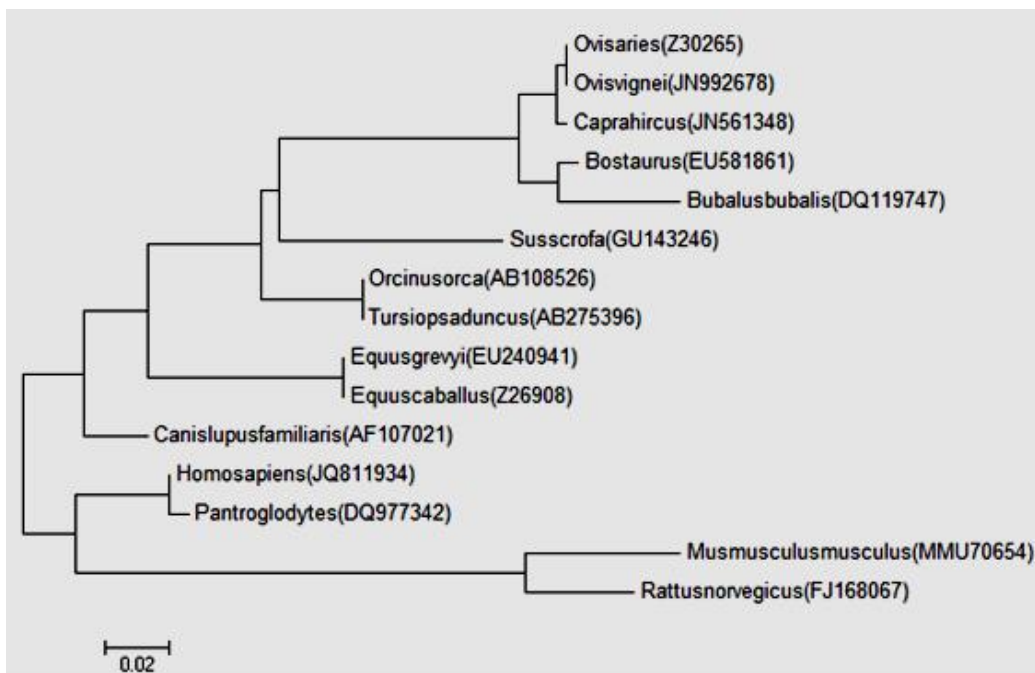 Ovisaries(Z30265)
Ovisvignei(JN992678)
Caprahircus(JN561348)
Bostaurus(EU581861)
Bubalusbubalis(DQ119747)
Susscrofa(GU143246)
Orcinusorca(AB108526)
Tursiopsaduncus(AB275396)
Equusgrevyi(EU240941)
Equuscaballus(Z26908)
Canislupusfamiliaris(AF107021)
Homosapiens(JQ811934)
Pantroglodytes(DQ977342)
Musmusculusmusculus(MMU70654)
Rattusnorvegicus(FJ168067)
0.02